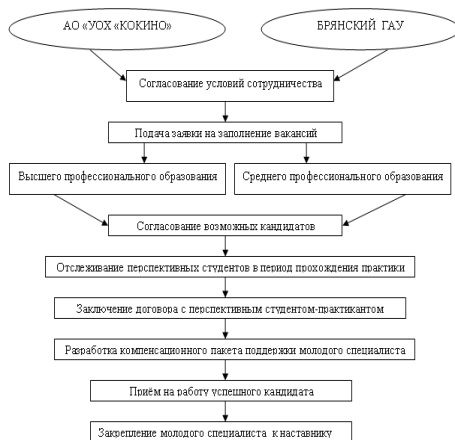 АО «УОХ «КОКИНО»
БРЯНСКИЙ ГАУ
Согласование условий сотрудничества
Подача заявки на заполнение вакансий
Высшего профессионального образования
Среднего профессионального образования
Согласование возможных кандидатов
Отслеживание перспективных студентов в период прохождения практики
Заключение договора с перспективным студентом-практикантом
Разработка компенсационного пакета поддержки молодого специалиста
Приём на работу успешного кандидата
Закрепление молодого специалиста к наставнику